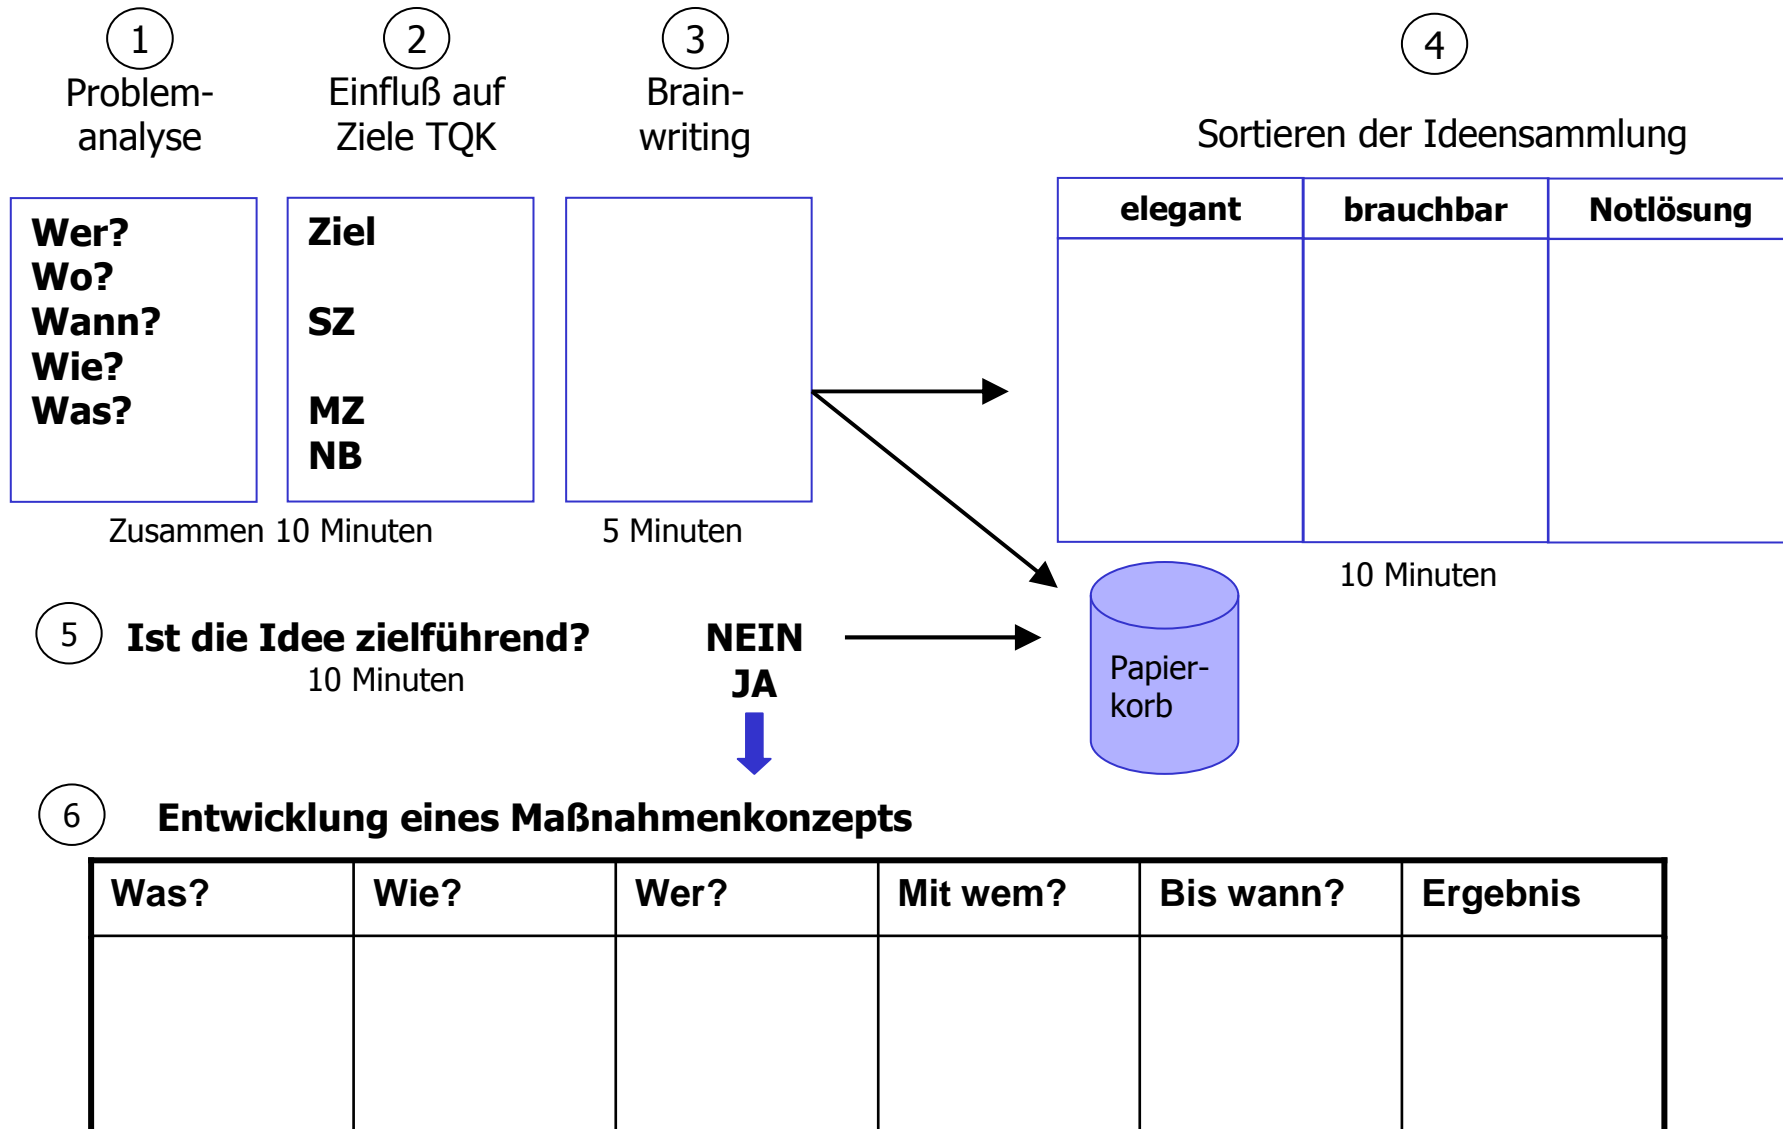 1
Problem-
analyse
2
Einfluß auf
Ziele TQK
3
Brain-
writing
4
Sortieren der Ideensammlung
Wer?
Wo?
Wann?
Wie?
Was?
Ziel
SZ
MZ
NB
elegant
brauchbar
Notlösung
Zusammen 10 Minuten
5 Minuten
10 Minuten
5
Ist die Idee zielführend?
10 Minuten
NEIN
JA
Papier-
korb
6
Entwicklung eines Maßnahmenkonzepts
Was?
Wie?
Wer?
Mit wem?
Bis wann?
Ergebnis